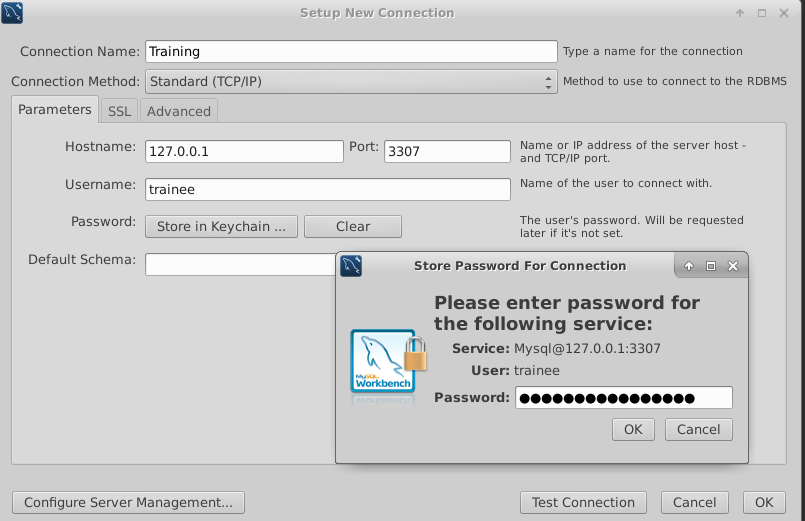 Setup New Connection
Connection Name: Training Type a name for the connection
Connection Method: Standard (TCP/IP) Method to use to connect to the RDBMS
Parameters SSL Advanced
Hostname: 127.0.0.1 Port: 3307 Name or IP address of the server host -
and TCP/IP port.
Username: trainee Name of the user to connect with.
Password: Store in Keychain ... Clear The user's password. Will be requested
later if it's not set.
Default Schema:
Store Password For Connection
Please enter password for
the following service:
Service: Mysql@127.0.0.1:3307
User: trainee
Password: ●●●●●●●●●●●●●●●●
MySQL
Workbench
OK Cancel
Configure Server Management... Test Connection Cancel OK